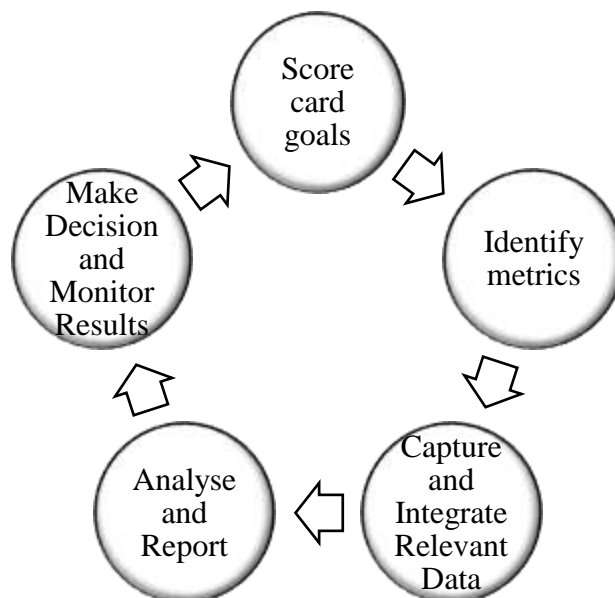 Score
card
goals
Identify
metrics
Capture
and
Integrate
Relevant
Data
Analyse
and
Report
Make
Decision
and
Monitor
Results